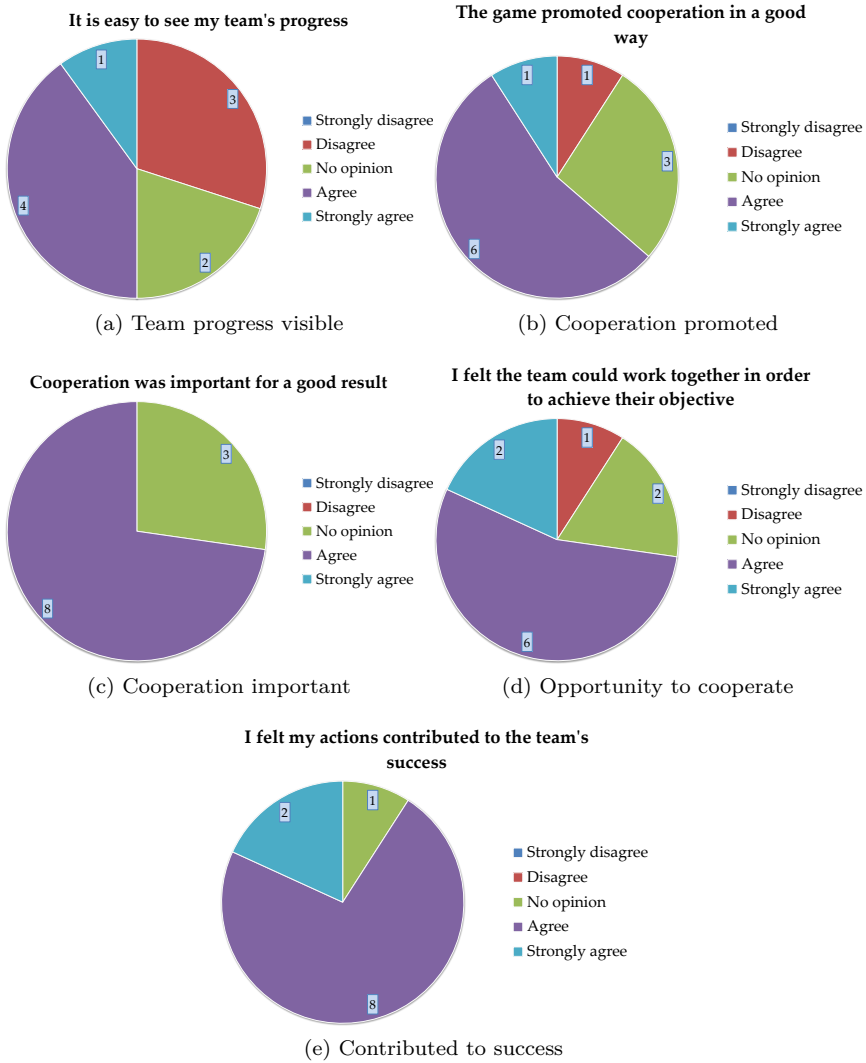 It is easy to see my team's progress
1
3
4
2
Strongly disagree
Disagree
No opinion
Agree
Strongly agree
(a) Team progress visible
The game promoted cooperation in a good
way
1
1
3
6
Strongly disagree
Disagree
No opinion
Agree
Strongly agree
(b) Cooperation promoted
Cooperation was important for a good result
3
8
Strongly disagree
Disagree
No opinion
Agree
Strongly agree
(c) Cooperation important
I felt the team could work together in order
to achieve their objective
2
1
2
6
Strongly disagree
Disagree
No opinion
Agree
Strongly agree
(d) Opportunity to cooperate
I felt my actions contributed to the team's
success
2
1
8
Strongly disagree
Disagree
No opinion
Agree
Strongly agree
(e) Contributed to success